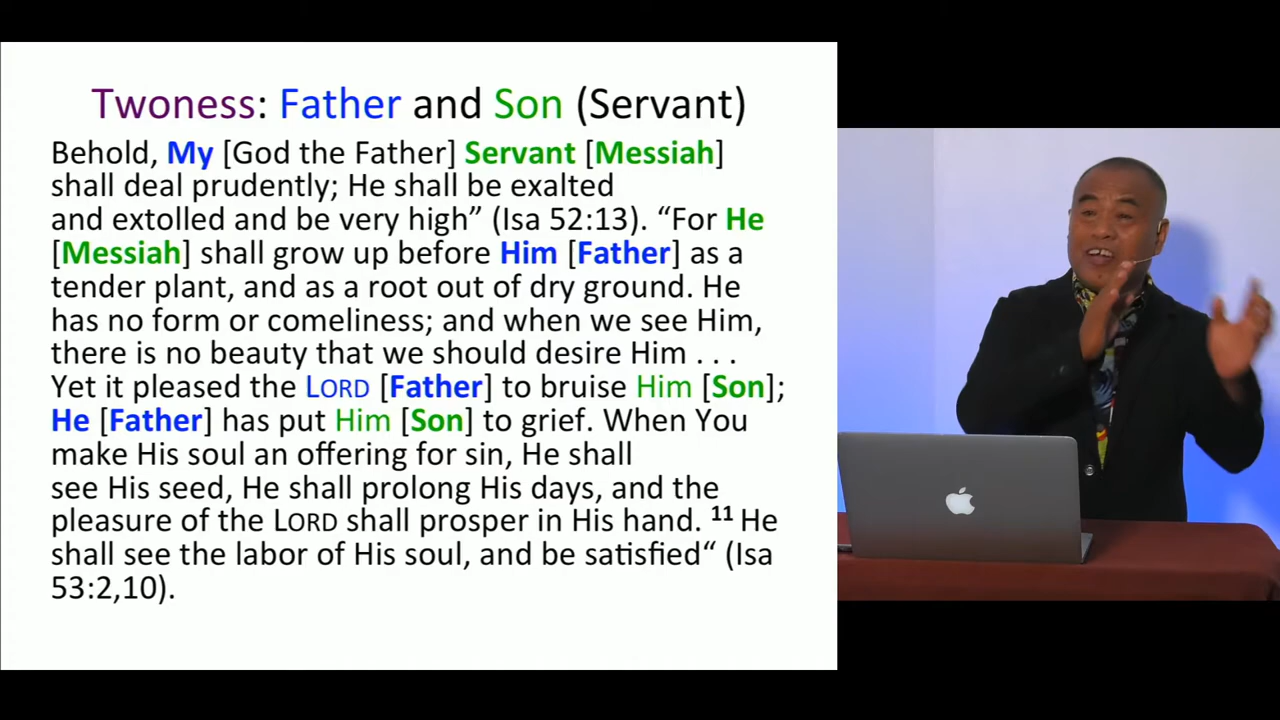 Twoness: Father and Son (Servant)
Behold, My [God the Father] Servant [Messiah]
shall deal prudently; He shall be exalted
and extolled and be very high” (Isa 52:13). “For He
[Messiah] shall grow up before Him [Father] as a
tender plant, and as a root out of dry ground. He
has no form or comeliness; and when we see Him,
there is no beauty that we should desire Him . . .
Yet it pleased the LORD [Father] to bruise Him [Son];
He [Father] has put Him [Son] to grief. When You
make His soul an offering for sin, He shall
see His seed, He shall prolong His days, and the
pleasure of the LORD shall prosper in His hand. 11 He
shall see the labor of His soul, and be satisfied“ (Isa
53:2,10).